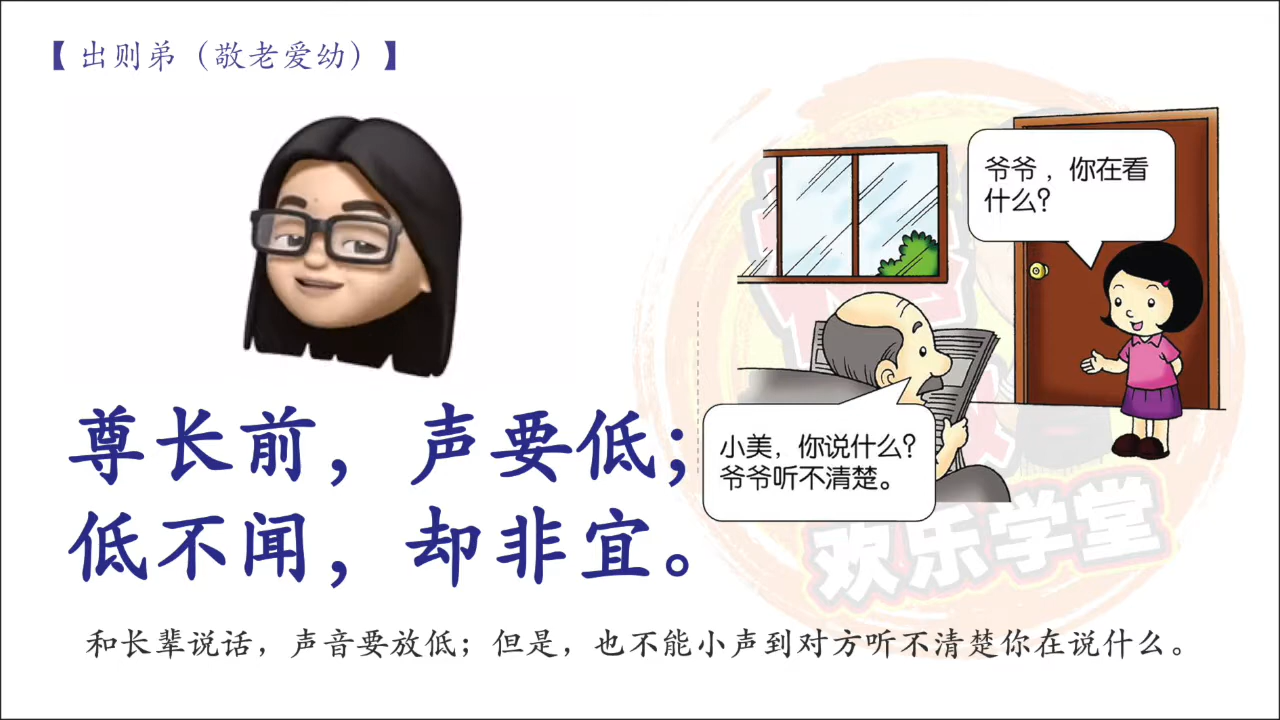 【 出则弟（敬老爱幼）】
爷爷，你在看
什么？
小美，你说什么？
爷爷听不清楚。
尊长前，声要低；
低不闻，却非宜。
欢乐学堂
和长辈说话，声音要放低；但是，也不能小声到对方听不清楚你在说什么。